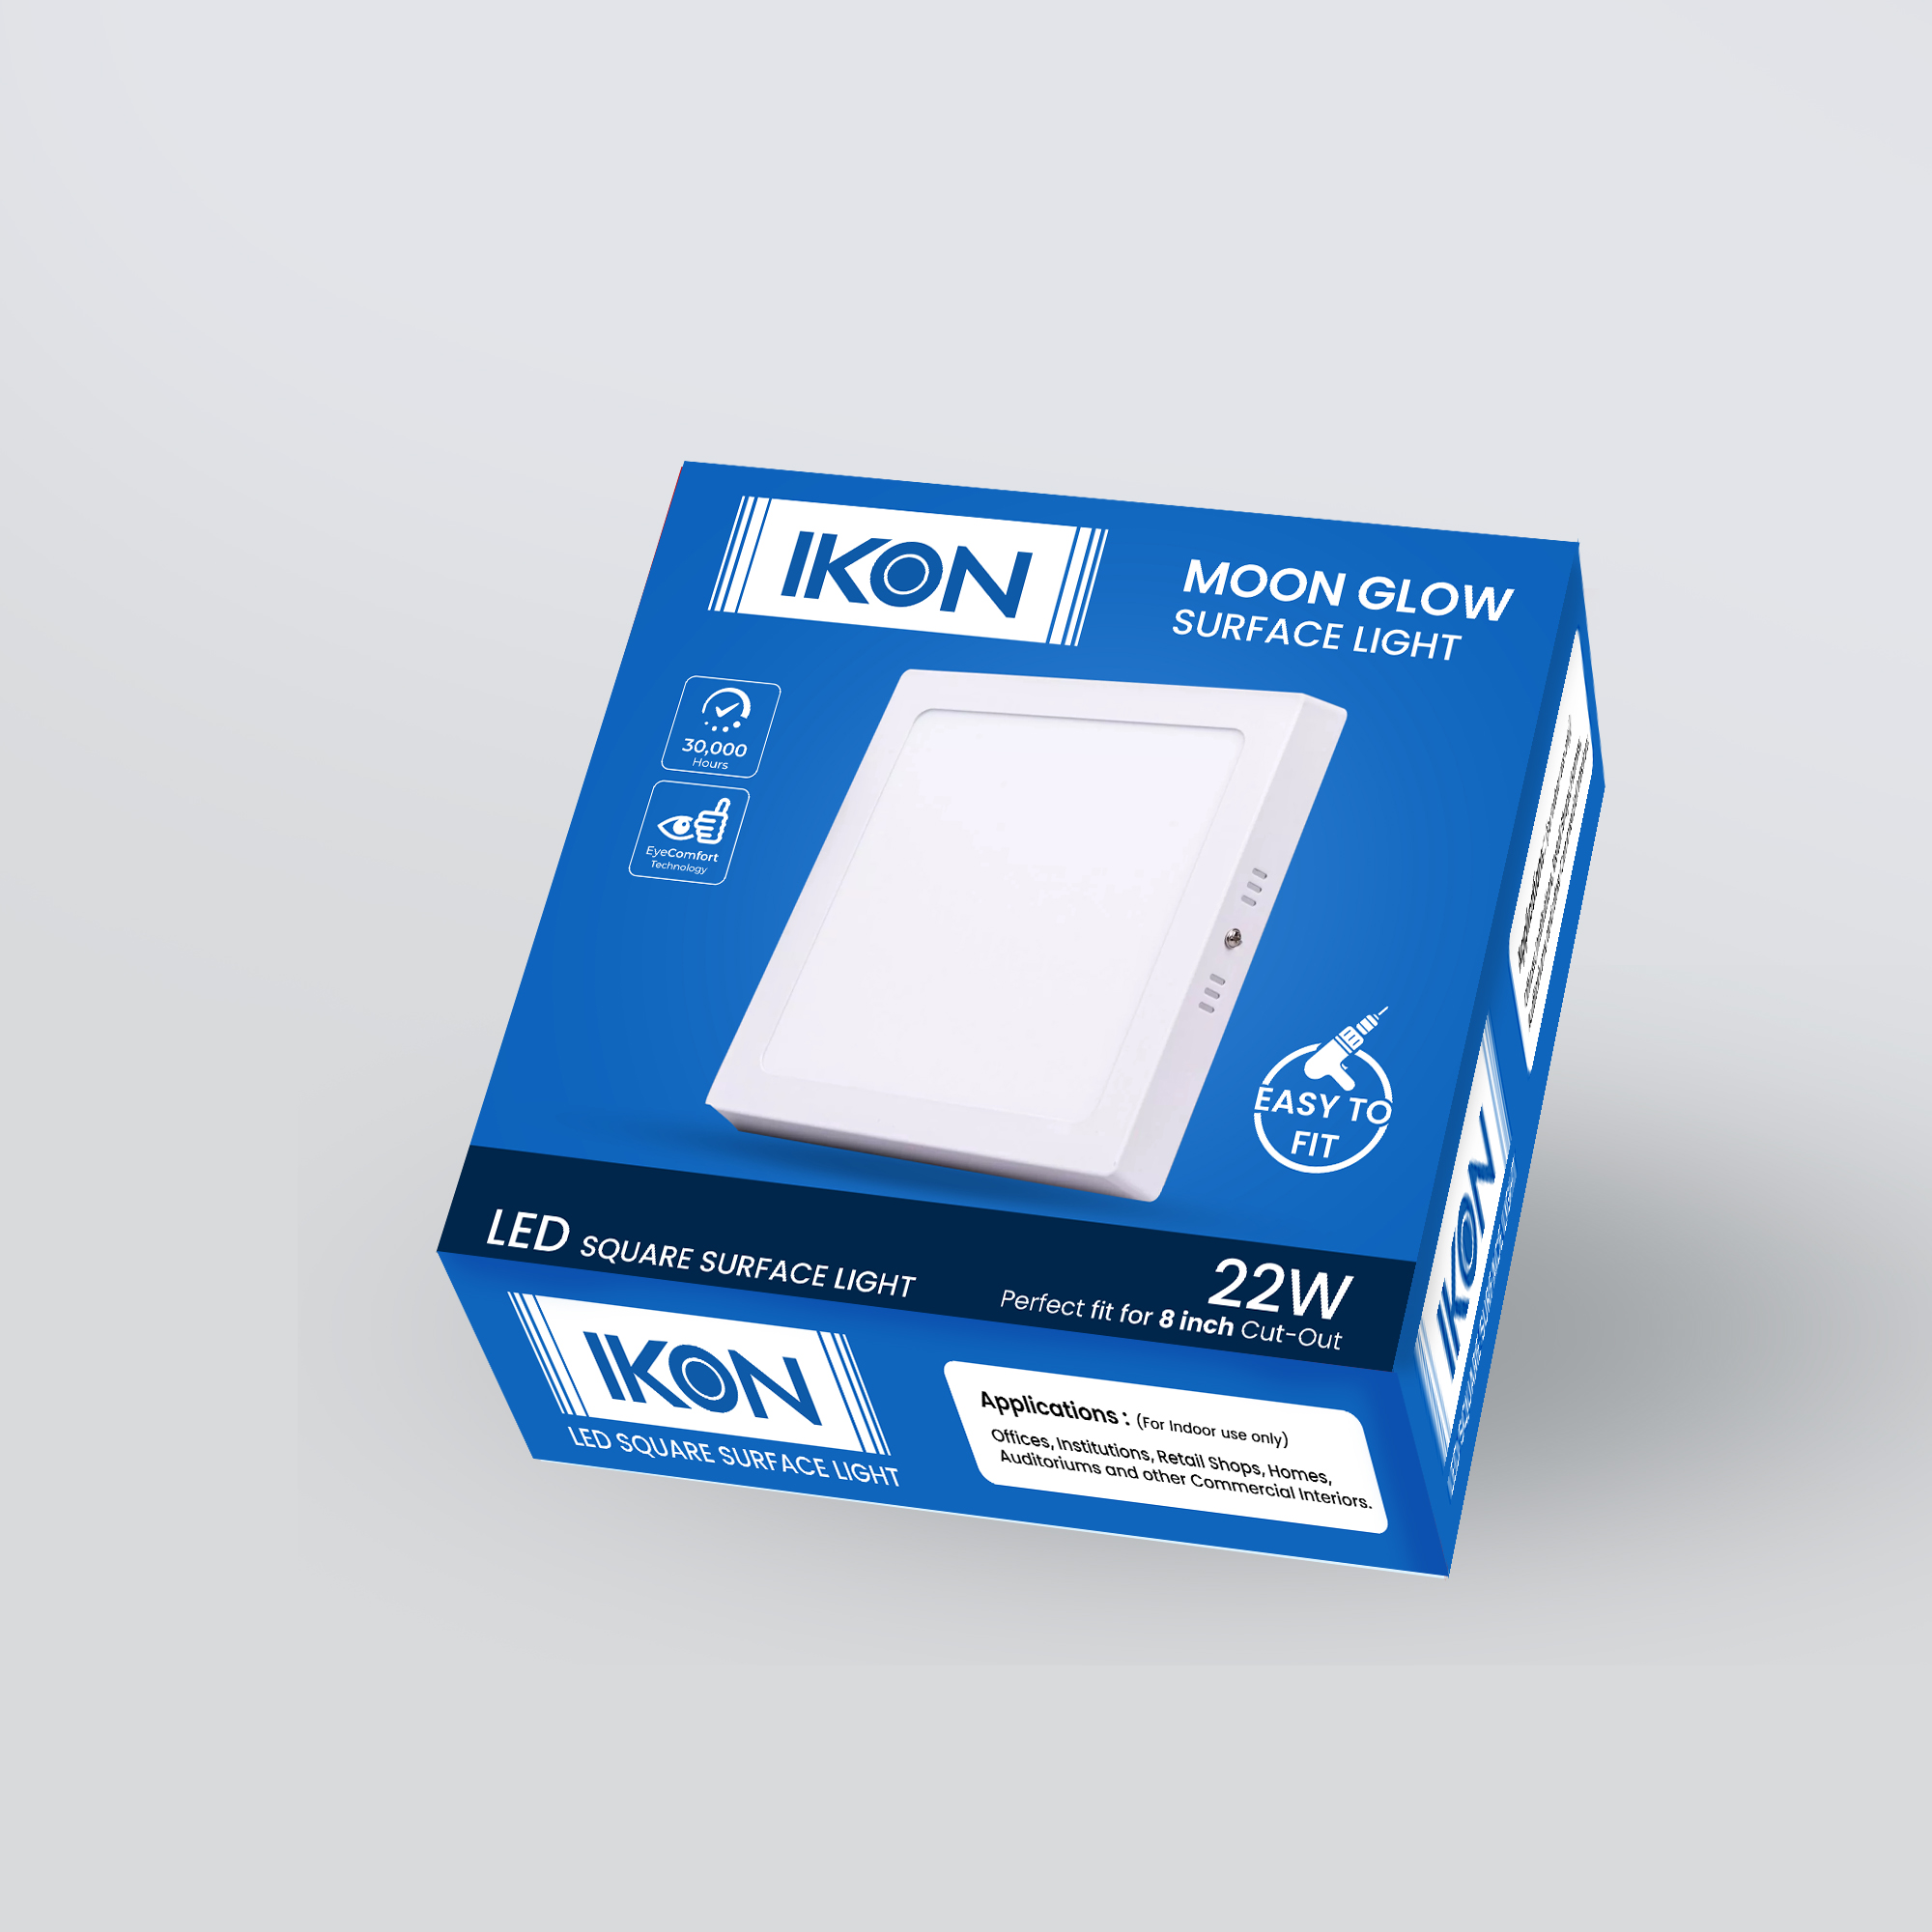 IKON
MOON GLOW
SURFACE LIGHT
30,000
Hours
EyeComfort
Technology
EASY TO
FIT
LED SQUARE SURFACE LIGHT
22W
Perfect fit for 8 inch Cut-Out
IKON
LED SQUARE SURFACE LIGHT
Applications : (For Indoor use only)
Offices, Institutions, Retail Shops, Homes,
Auditoriums and other Commercial Interiors.
IKON
LED SQUARE SURFACE LIGHT